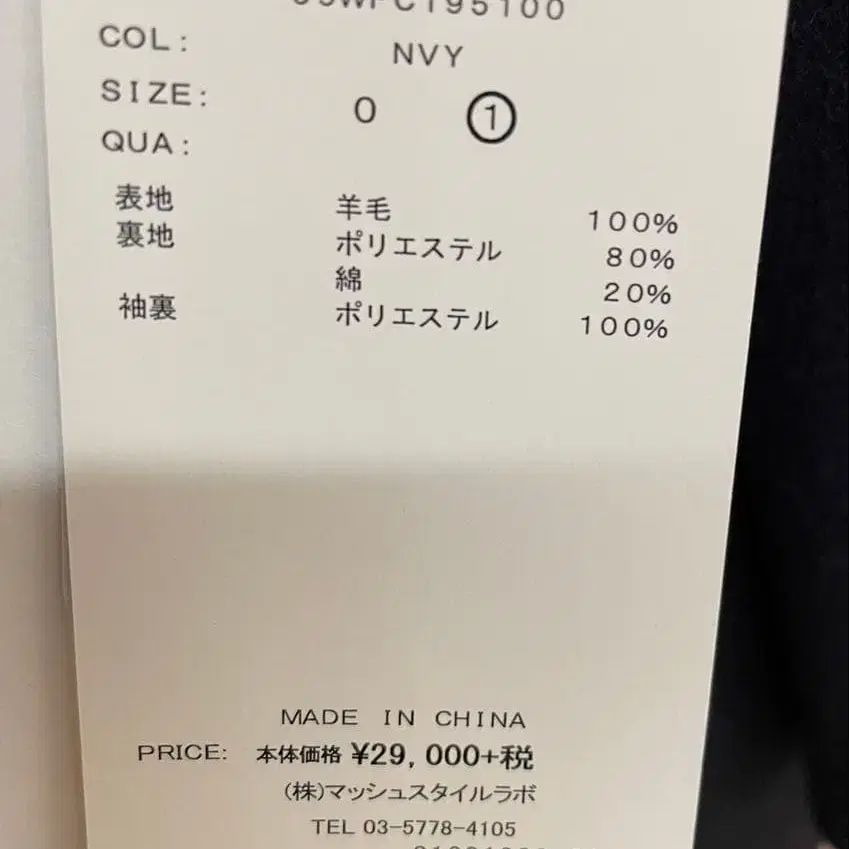 COL: NVY
SIZE: 0 ①
QUA:
表地 羊毛 100%
裏地 ポリエステル 80%
綿 20%
袖裏 ポリエステル 100%
MADE IN CHINA
PRICE: 本体価格 ¥29,000+税
(株)マッシュスタイルラボ
TEL 03-5778-4105